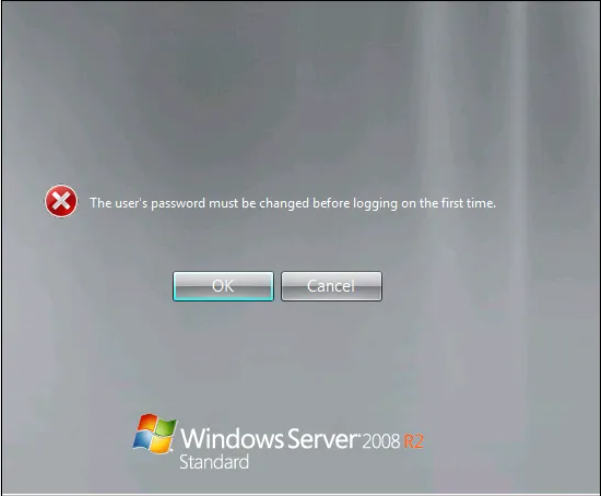 The user's password must be changed before logging on the first time.
OK
Cancel
Windows Server 2008 R2
Standard